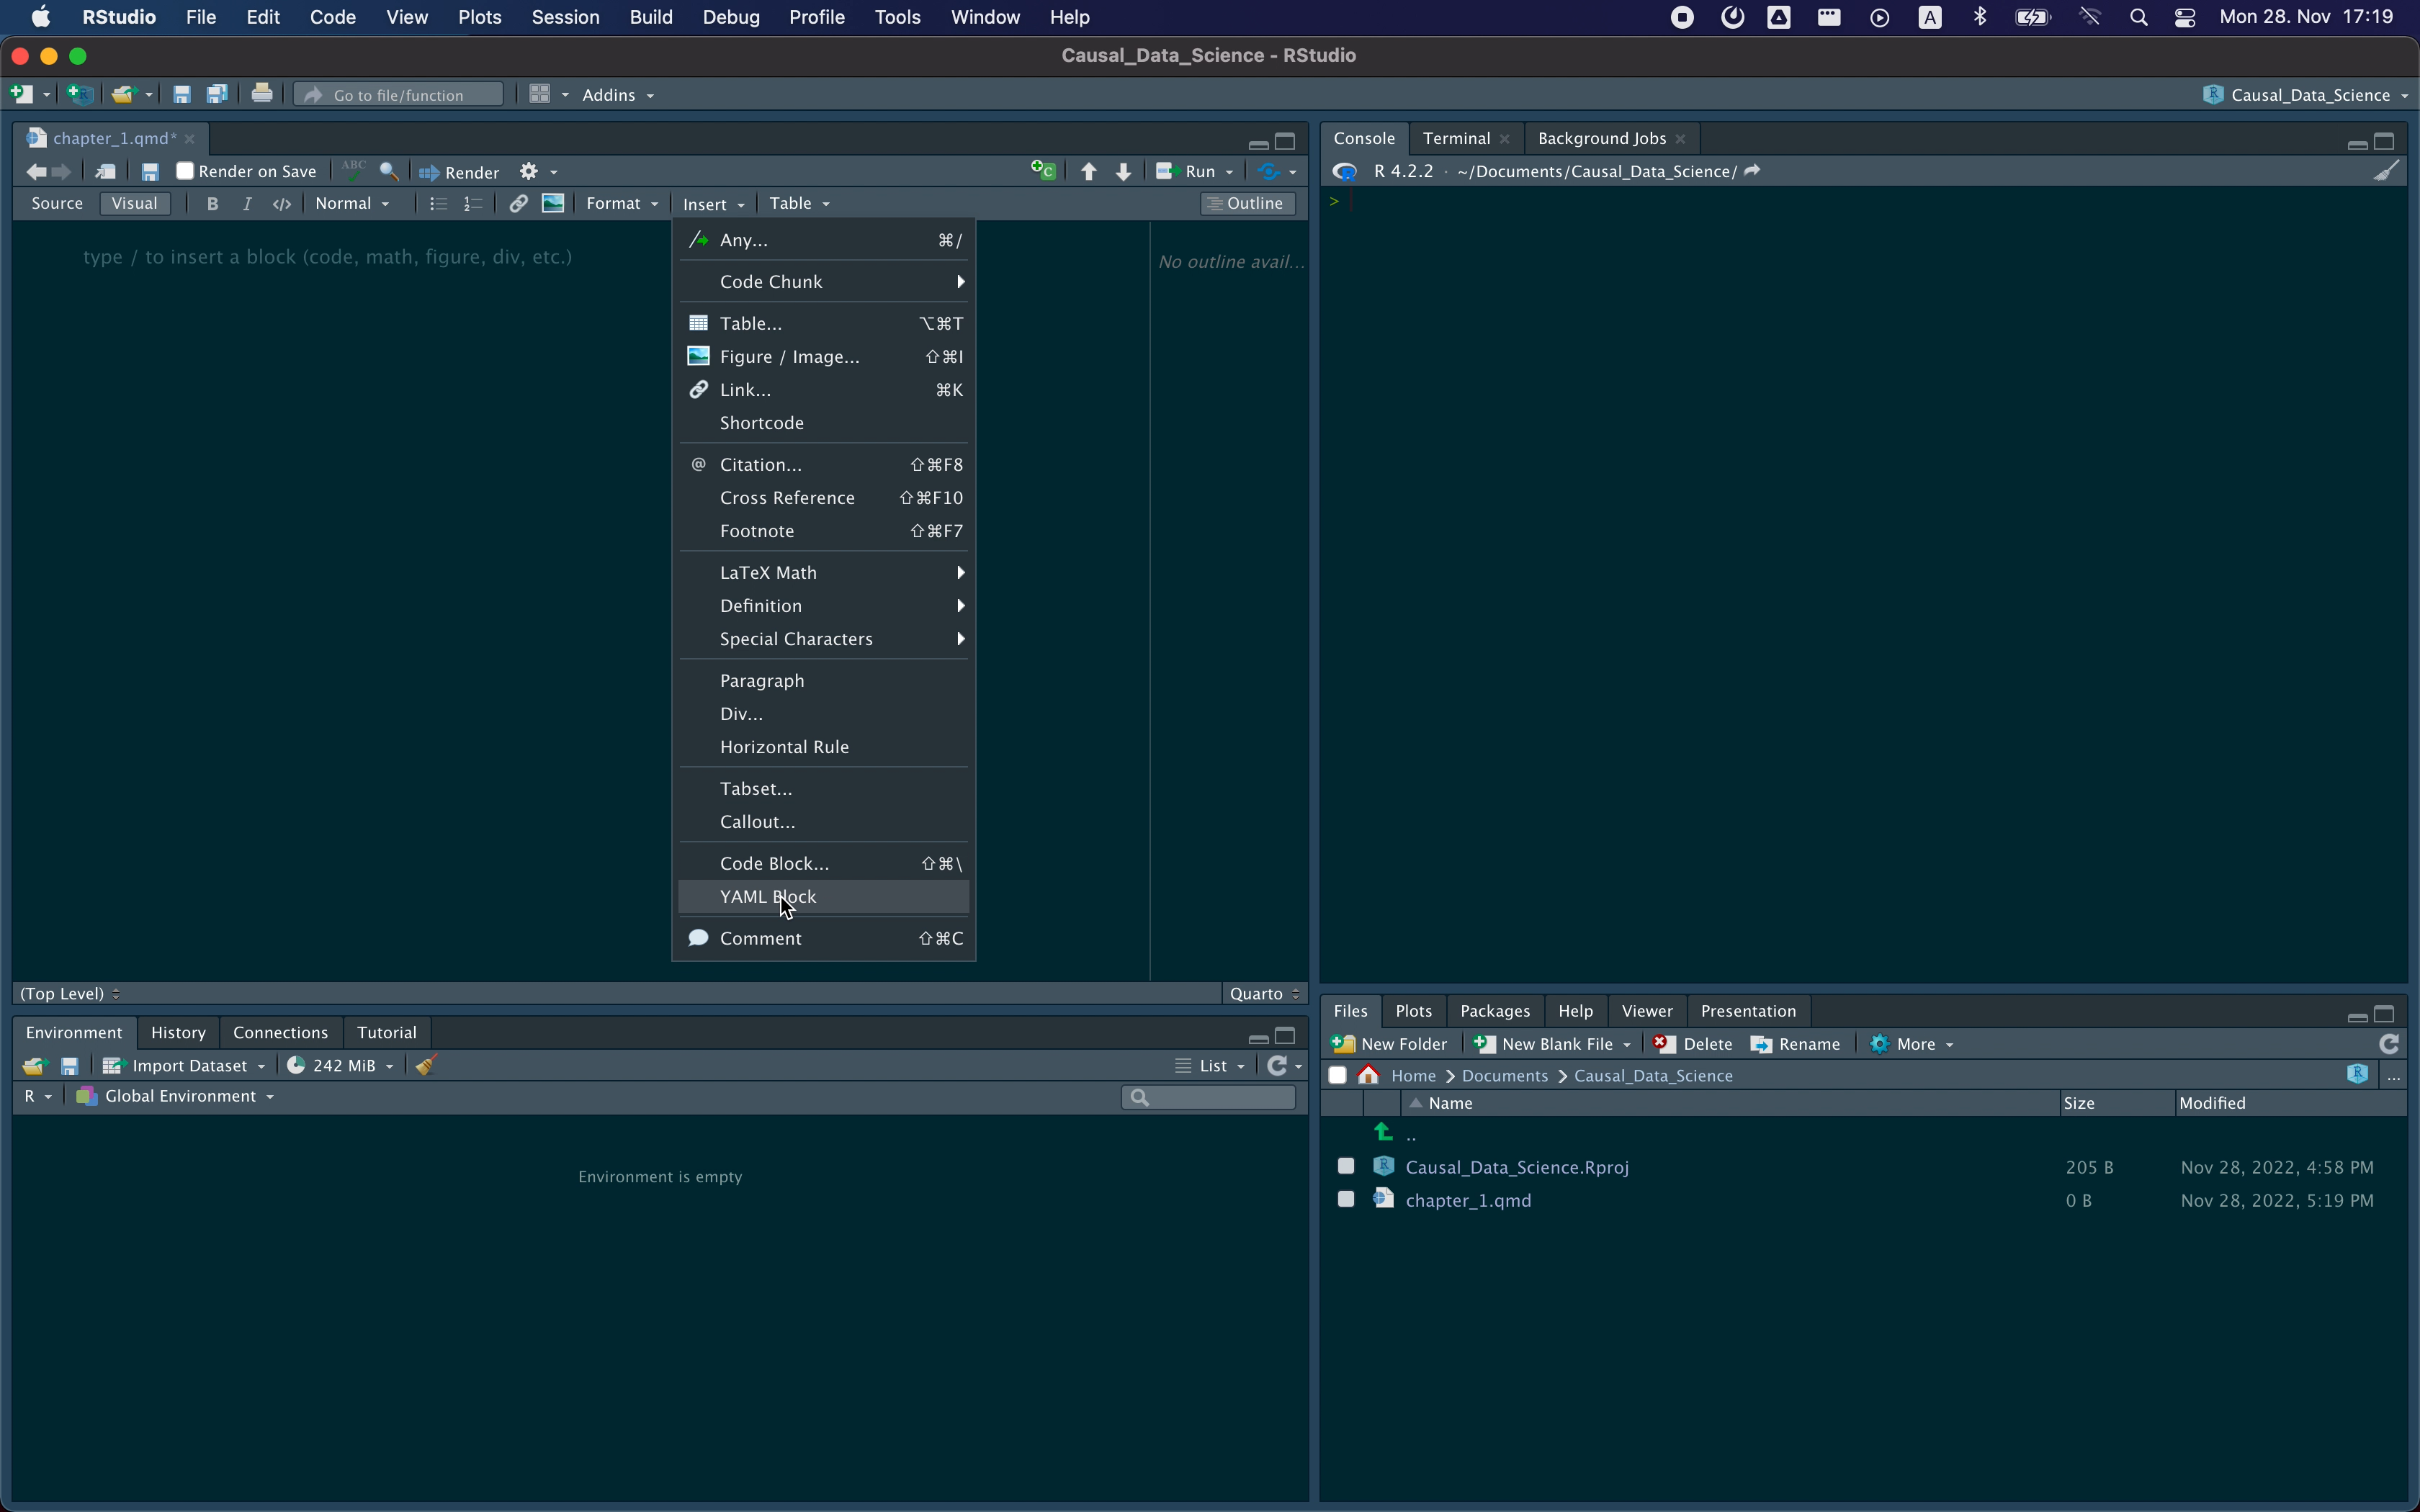 RStudio File Edit Code View Plots Session Build Debug Profile Tools Window Help A Mon 28. Nov 17:19
Causal_Data_Science - RStudio
Go to file/function Addins Causal_Data_Science
chapter_1.qmd*
Render on Save ABC Render Run
Source Visual B I </> Normal Format Insert Table Outline
type / to insert a block (code, math, figure, div, etc.)
No outline avail...
Any... ⌘/
Code Chunk
Table... ⌥⌘T
Figure / Image... ⇧⌘I
Link... ⌘K
Shortcode
@ Citation... ⇧⌘F8
Cross Reference ⇧⌘F10
Footnote ⇧⌘F7
LaTeX Math
Definition
Special Characters
Paragraph
Div...
Horizontal Rule
Tabset...
Callout...
Code Block... ⇧⌘\
YAML Block
Comment ⇧⌘C
(Top Level) Quarto
Environment History Connections Tutorial
Import Dataset 242 MiB List
R Global Environment
Environment is empty
Console Terminal Background Jobs
R 4.2.2 · ~/Documents/Causal_Data_Science/
>
Files Plots Packages Help Viewer Presentation
New Folder New Blank File Delete Rename More
Home > Documents > Causal_Data_Science R ...
Name Size Modified
..
Causal_Data_Science.Rproj 205 B Nov 28, 2022, 4:58 PM
chapter_1.qmd 0 B Nov 28, 2022, 5:19 PM